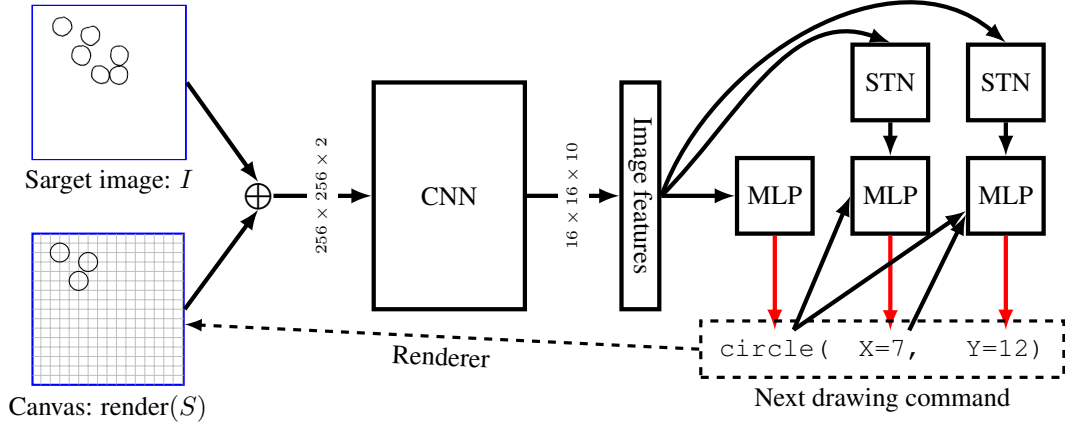 Sarget image: I
Canvas: render(S)
256 × 256 × 2
CNN
16 × 16 × 10
Image features
STN
STN
MLP
MLP
MLP
circle( X=7, Y=12)
Next drawing command
Renderer